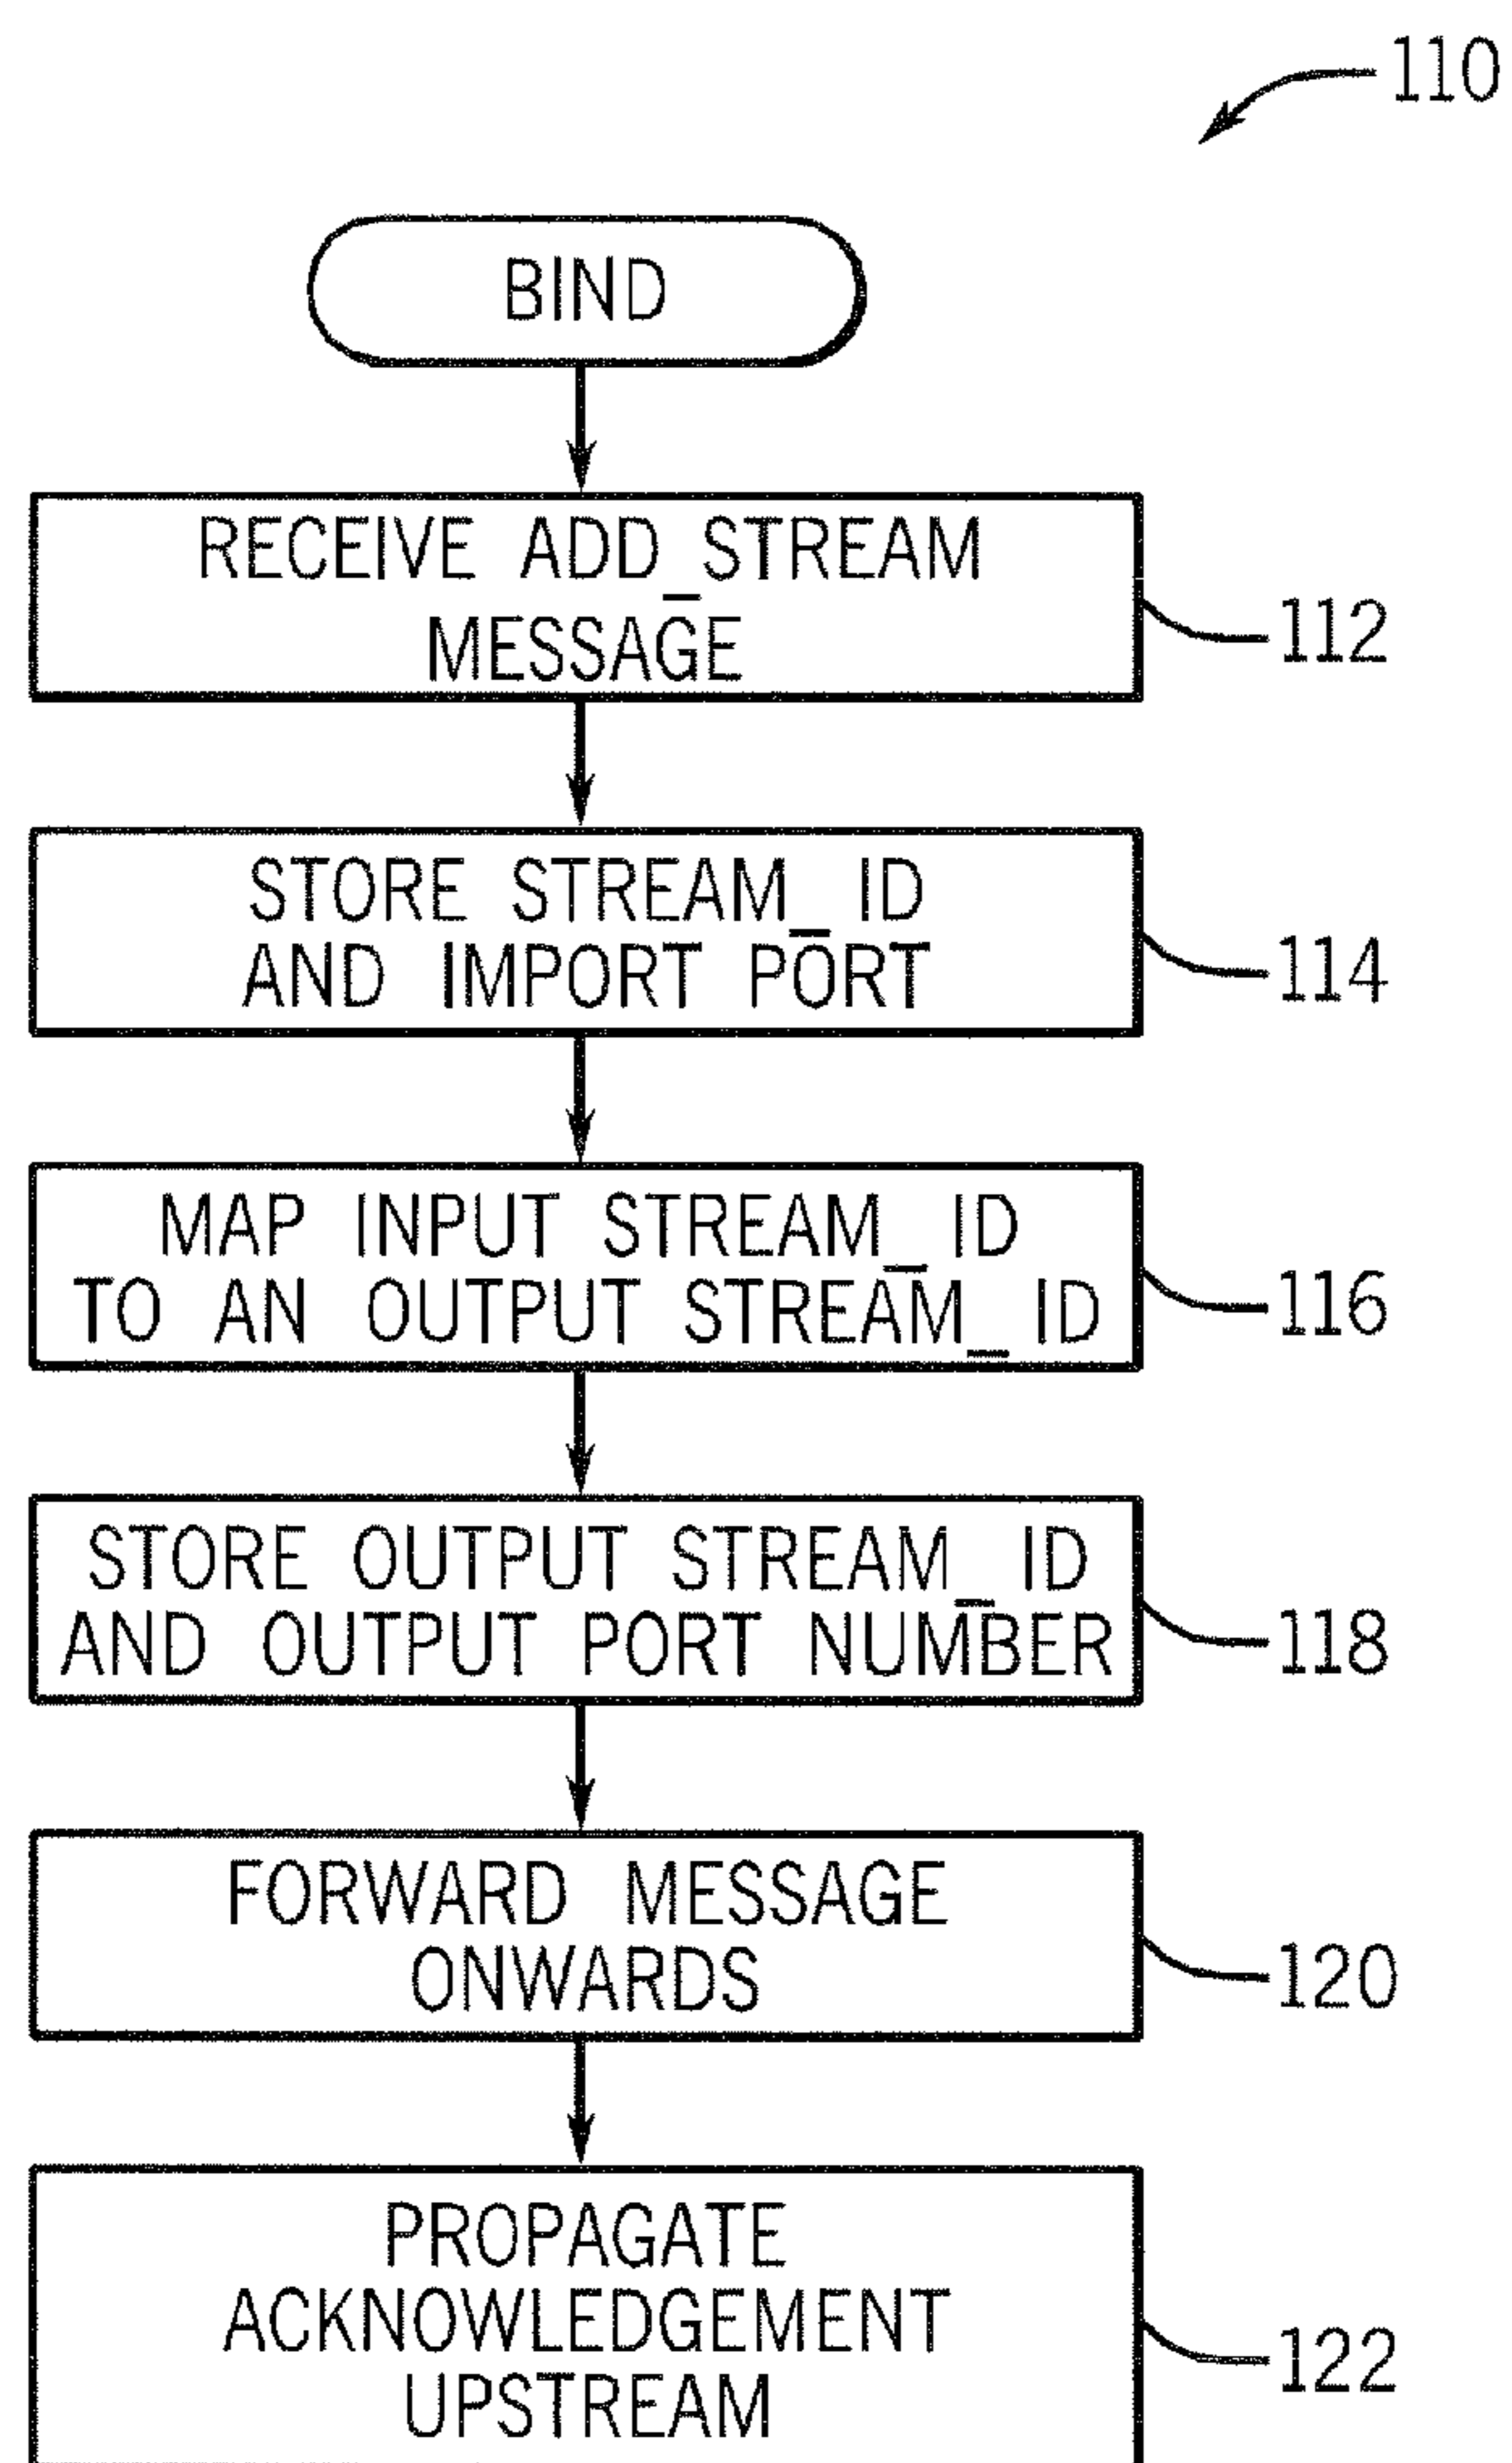 110
BIND
RECEIVE ADD_STREAM
MESSAGE
112
STORE STREAM_ID
AND IMPORT PORT
114
MAP INPUT STREAM_ID
TO AN OUTPUT STREAM_ID
116
STORE OUTPUT STREAM_ID
AND OUTPUT PORT NUMBER
118
FORWARD MESSAGE
ONWARDS
120
PROPAGATE
ACKNOWLEDGEMENT
UPSTREAM
122